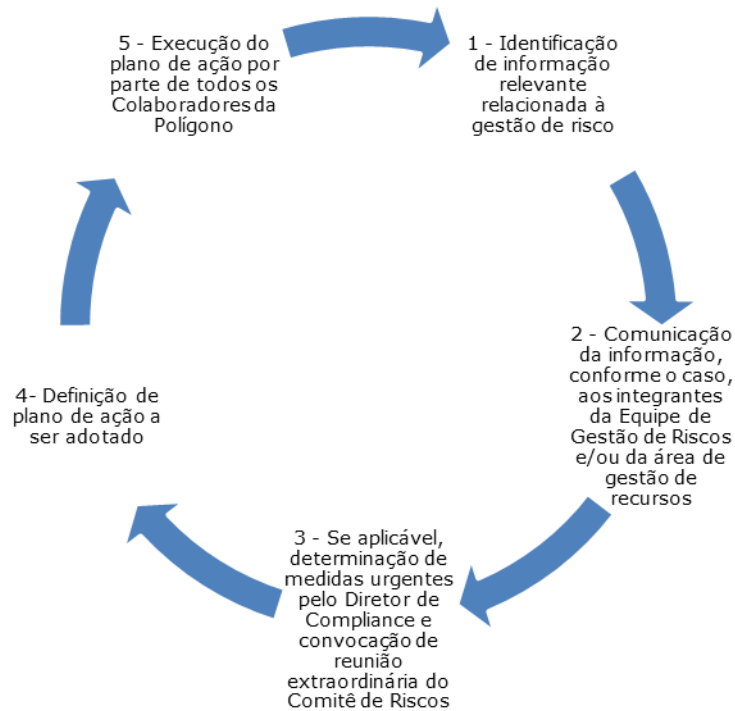 1 - Identificação
de informação
relevante
relacionada à
gestão de risco
2 - Comunicação
da informação,
conforme o caso,
aos integrantes
da Equipe de
Gestão de Riscos
e/ou da área de
gestão de
recursos
3 - Se aplicável,
determinação de
medidas urgentes
pelo Diretor de
Compliance e
convocação de
reunião
extraordinária do
Comitê de Riscos
4- Definição de
plano de ação a
ser adotado
5 - Execução do
plano de ação por
parte de todos os
Colaboradores da
Polígono